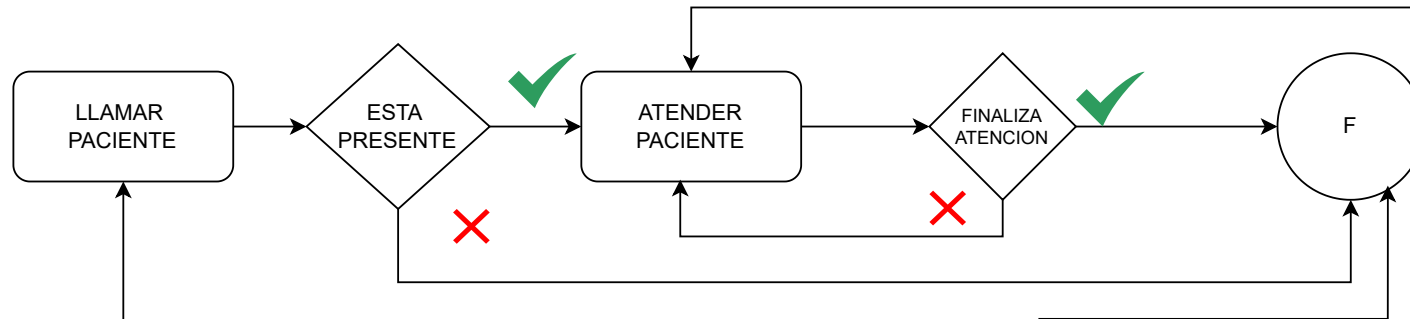 LLAMAR
PACIENTE
ESTA
PRESENTE
ATENDER
PACIENTE
FINALIZA
ATENCION
F